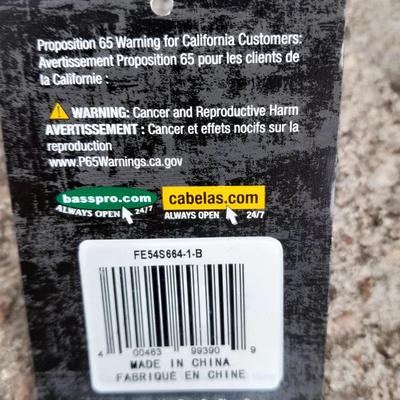 Proposition 65 Warning for California Customers:
Avertissement Proposition 65 pour les clients de
la Californie :
WARNING: Cancer and Reproductive Harm
AVERTISSEMENT : Cancer et effets nocifs sur la
reproduction
www.P65Warnings.ca.gov
basspro.com cabelas.com
ALWAYS OPEN 24/7 ALWAYS OPEN 24/7
FE54S664-1-B
4 00463 99390 9
MADE IN CHINA
FABRIQUÉ EN CHINE